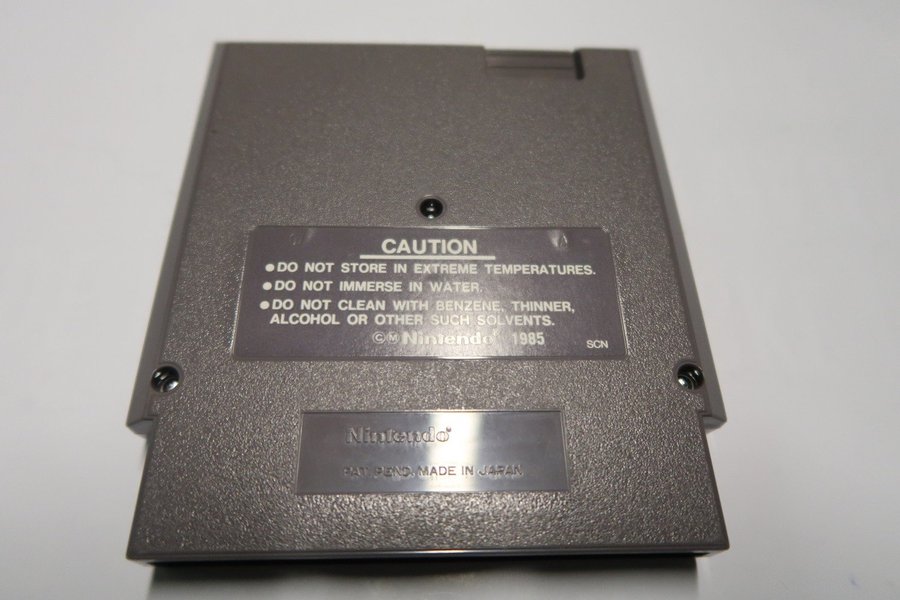 CAUTION
●DO NOT STORE IN EXTREME TEMPERATURES.
●DO NOT IMMERSE IN WATER.
●DO NOT CLEAN WITH BENZENE, THINNER,
ALCOHOL OR OTHER SUCH SOLVENTS.
©Ⓜ Nintendo® 1985
SCN
Nintendo®
PAT. PEND. MADE IN JAPAN